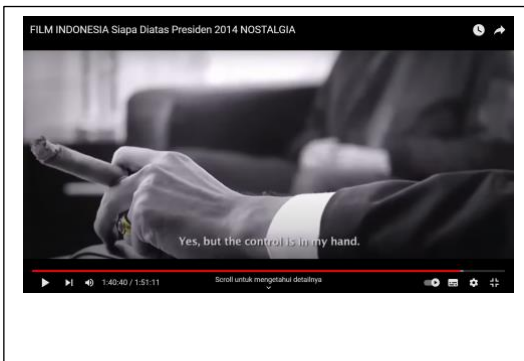 FILM INDONESIA Siapa Diatas Presiden 2014 NOSTALGIA
Yes, but the control is in my hand.
1:40:40 / 1:51:11
Scroll untuk mengetahui detailnya